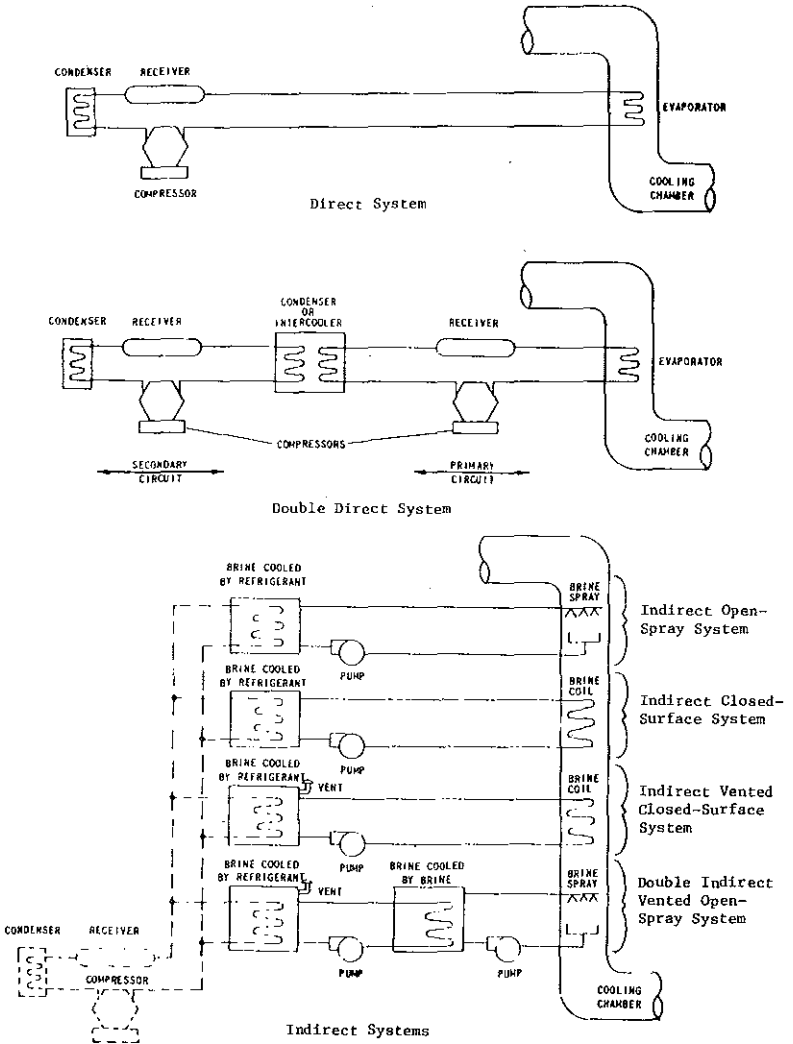 CONDENSER
RECEIVER
EVAPORATOR
COMPRESSOR
COOLING
CHAMBER
Direct System
CONDENSER
RECEIVER
CONDENSER
OR
INTERCOOLER
RECEIVER
EVAPORATOR
COMPRESSORS
COOLING
CHAMBER
SECONDARY
CIRCUIT
PRIMARY
CIRCUIT
Double Direct System
BRINE COOLED
BY REFRIGERANT
BRINE
SPRAY
Indirect Open-
Spray System
PUMP
BRINE COOLED
BY REFRIGERANT
BRINE
COIL
Indirect Closed-
Surface System
PUMP
BRINE COOLED
BY REFRIGERANT
VENT
BRINE
COIL
Indirect Vented
Closed-Surface
System
PUMP
BRINE COOLED
BY REFRIGERANT
VENT
BRINE COOLED
BY BRINE
BRINE
SPRAY
Double Indirect
Vented Open-
Spray System
PUMP
PUMP
CONDENSER
RECEIVER
COMPRESSOR
COOLING
CHAMBER
Indirect Systems